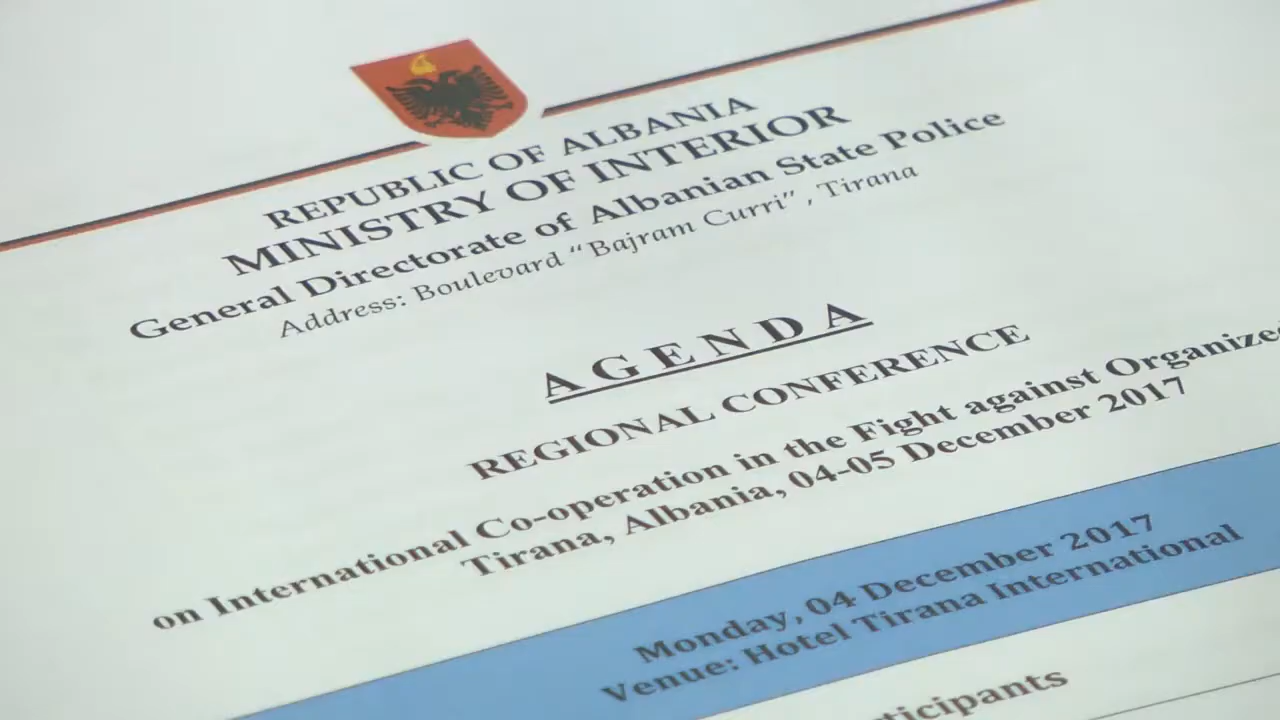 REPUBLIC OF ALBANIA
MINISTRY OF INTERIOR
General Directorate of Albanian State Police
Address: Boulevard “Bajram Curri” , Tirana
AGENDA
REGIONAL CONFERENCE
on International Co-operation in the Fight against Organize
Tirana, Albania, 04-05 December 2017
Monday, 04 December 2017
Venue: Hotel Tirana International